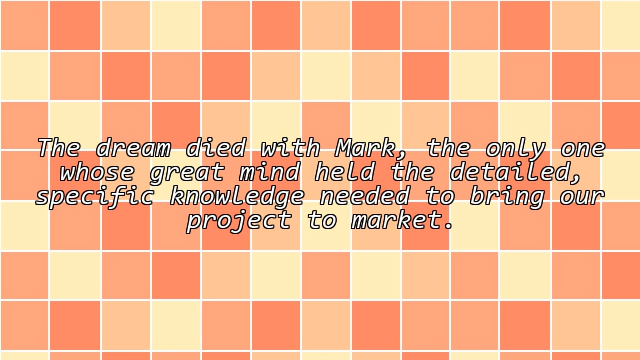 The dream died with Mark, the only one
whose great mind held the detailed,
specific knowledge needed to bring our
project to market.